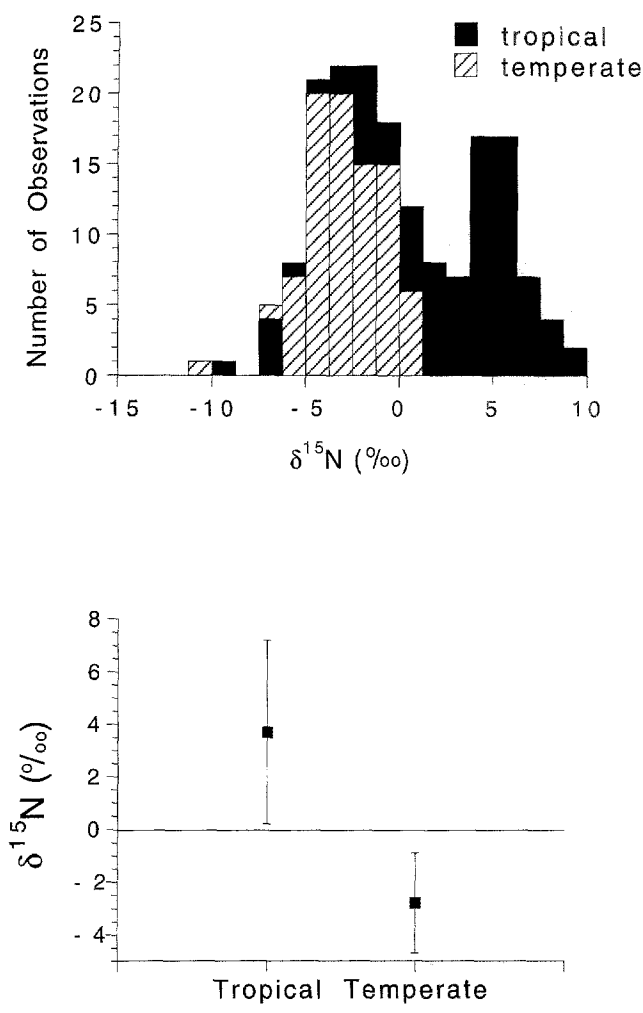 25
20
15
10
5
0
Number of Observations
tropical
temperate
-15 -10 -5 0 5 10
δ¹⁵N (‰)
8
6
4
2
0
-2
-4
δ¹⁵N (‰)
Tropical Temperate